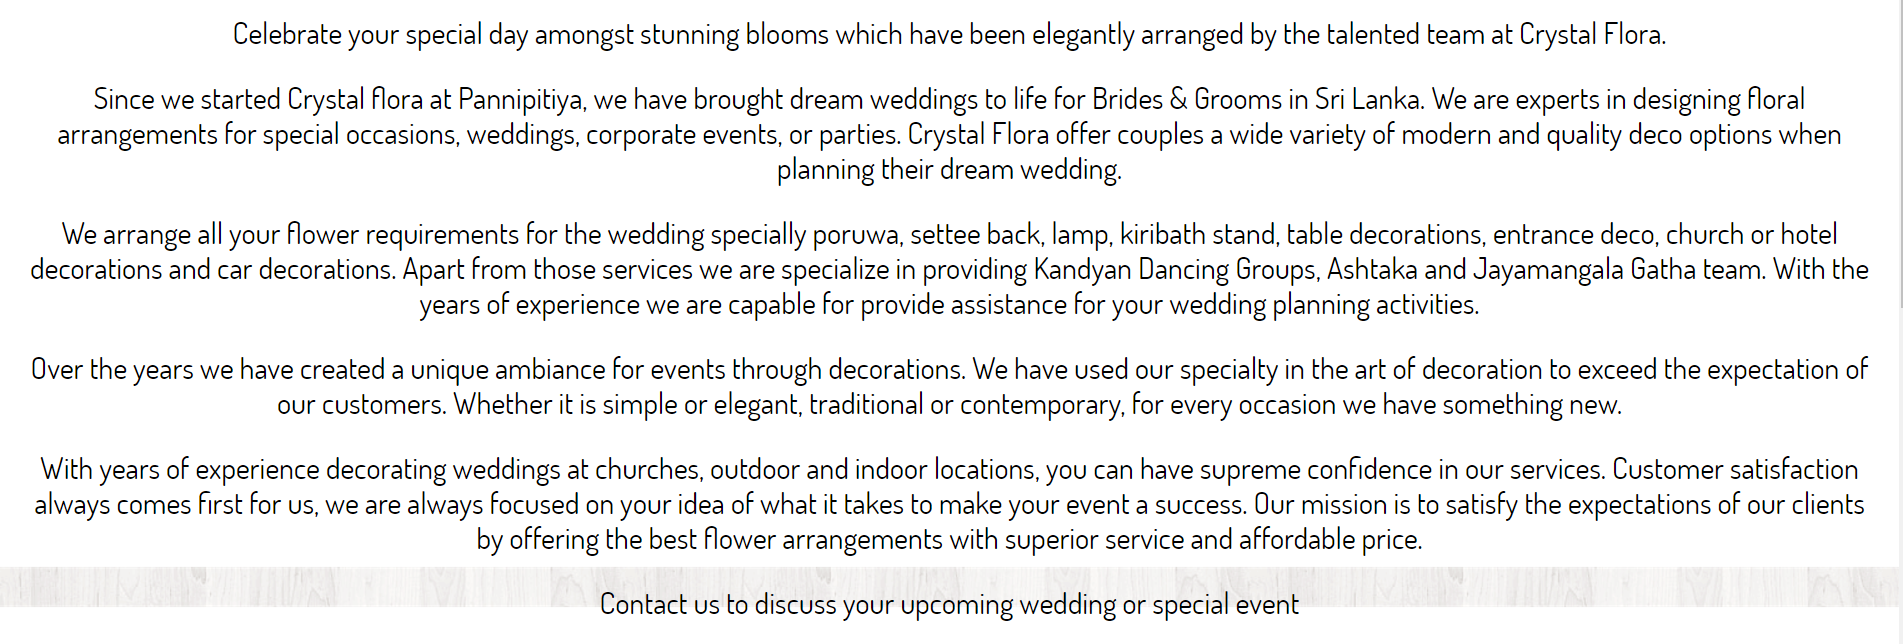 Celebrate your special day amongst stunning blooms which have been elegantly arranged by the talented team at Crystal Flora.
Since we started Crystal flora at Pannipitiya, we have brought dream weddings to life for Brides & Grooms in Sri Lanka. We are experts in designing floral
arrangements for special occasions, weddings, corporate events, or parties. Crystal Flora offer couples a wide variety of modern and quality deco options when
planning their dream wedding.
We arrange all your flower requirements for the wedding specially poruwa, settee back, lamp, kiribath stand, table decorations, entrance deco, church or hotel
decorations and car decorations. Apart from those services we are specialize in providing Kandyan Dancing Groups, Ashtaka and Jayamangala Gatha team. With the
years of experience we are capable for provide assistance for your wedding planning activities.
Over the years we have created a unique ambiance for events through decorations. We have used our specialty in the art of decoration to exceed the expectation of
our customers. Whether it is simple or elegant, traditional or contemporary, for every occasion we have something new.
With years of experience decorating weddings at churches, outdoor and indoor locations, you can have supreme confidence in our services. Customer satisfaction
always comes first for us, we are always focused on your idea of what it takes to make your event a success. Our mission is to satisfy the expectations of our clients
by offering the best flower arrangements with superior service and affordable price.
Contact us to discuss your upcoming wedding or special event